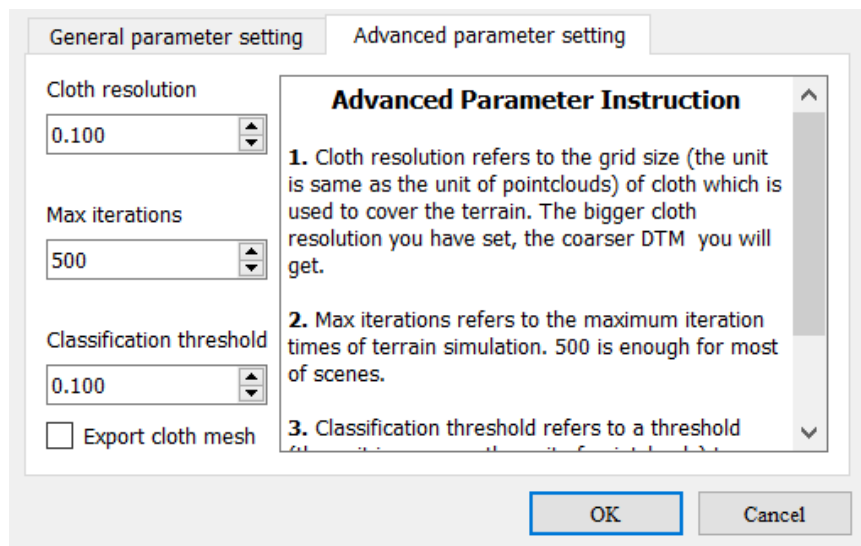 General parameter setting
Advanced parameter setting
Cloth resolution
0.100
Max iterations
500
Classification threshold
0.100
Export cloth mesh
Advanced Parameter Instruction
1. Cloth resolution refers to the grid size (the unit
is same as the unit of pointclouds) of cloth which is
used to cover the terrain. The bigger cloth
resolution you have set, the coarser DTM you will
get.
2. Max iterations refers to the maximum iteration
times of terrain simulation. 500 is enough for most
of scenes.
3. Classification threshold refers to a threshold
OK
Cancel